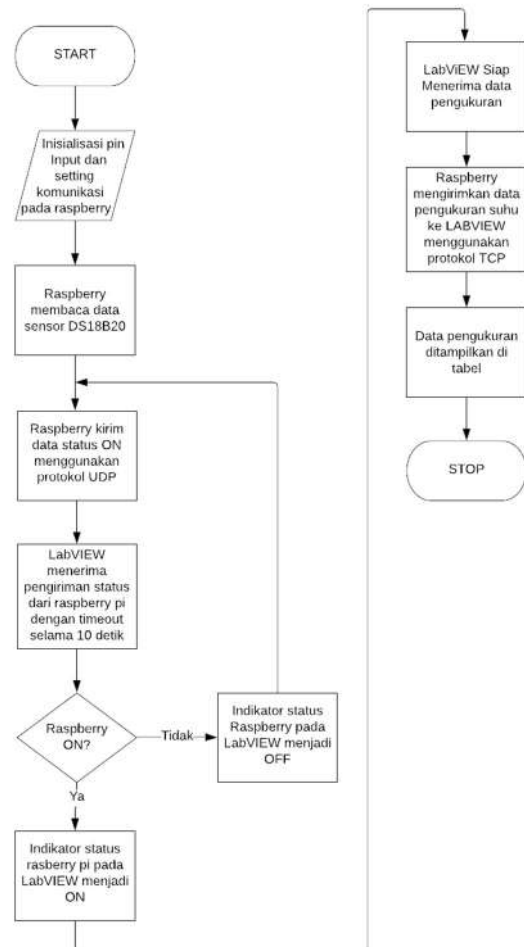 START
Inisialisasi pin
Input dan
setting
komunikasi
pada raspberry
Raspberry
membaca data
sensor DS18B20
Raspberry kirim
data status ON
menggunakan
protokol UDP
LabVIEW
menerima
pengiriman status
dari raspberry pi
dengan timeout
selama 10 detik
Raspberry
ON?
Tidak
Indikator status
Raspberry pada
LabVIEW menjadi
OFF
Ya
Indikator status
rasberry pi pada
LabVIEW menjadi
ON
LabViEW Siap
Menerima data
pengukuran
Raspberry
mengirimkan data
pengukuran suhu
ke LABVIEW
menggunakan
protokol TCP
Data pengukuran
ditampilkan di
tabel
STOP